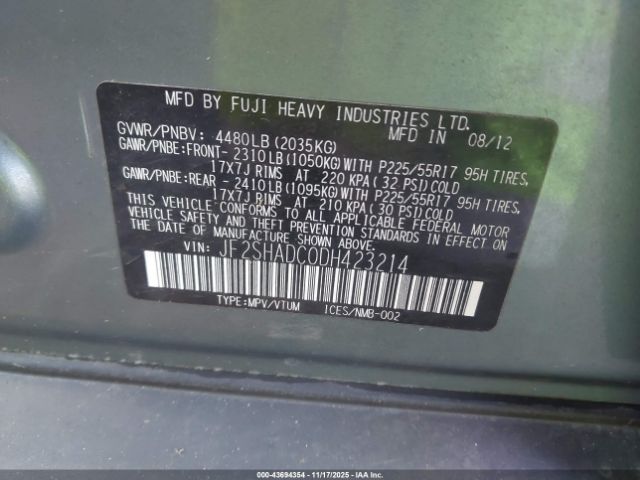 MFD BY FUJI HEAVY INDUSTRIES LTD.
MFD IN 08/12
GVWR/PNBV: 4480LB(2035KG)
GAWR/PNBE:FRONT- 2310LB(1050KG)WITH P225/55R17 95H TIRES,
17X7J RIMS AT 220 KPA(32 PSI)COLD
GAWR/PNBE:REAR - 2410LB(1095KG)WITH P225/55R17 95H TIRES,
17X7J RIMS AT 210 KPA(30 PSI)COLD
THIS VEHICLE CONFORMS TO ALL APPLICABLE FEDERAL MOTOR
VEHICLE SAFETY AND THEFT PREVENTION STANDARDS IN EFFECT ON
THE DATE OF MANUFACTURE SHOWN ABOVE.
VIN: JF2SHADC0DH423214
TYPE:MPV/VTUM ICES/NMB-002
© - 43694354 - 11/17/2025 - IAAI.COM